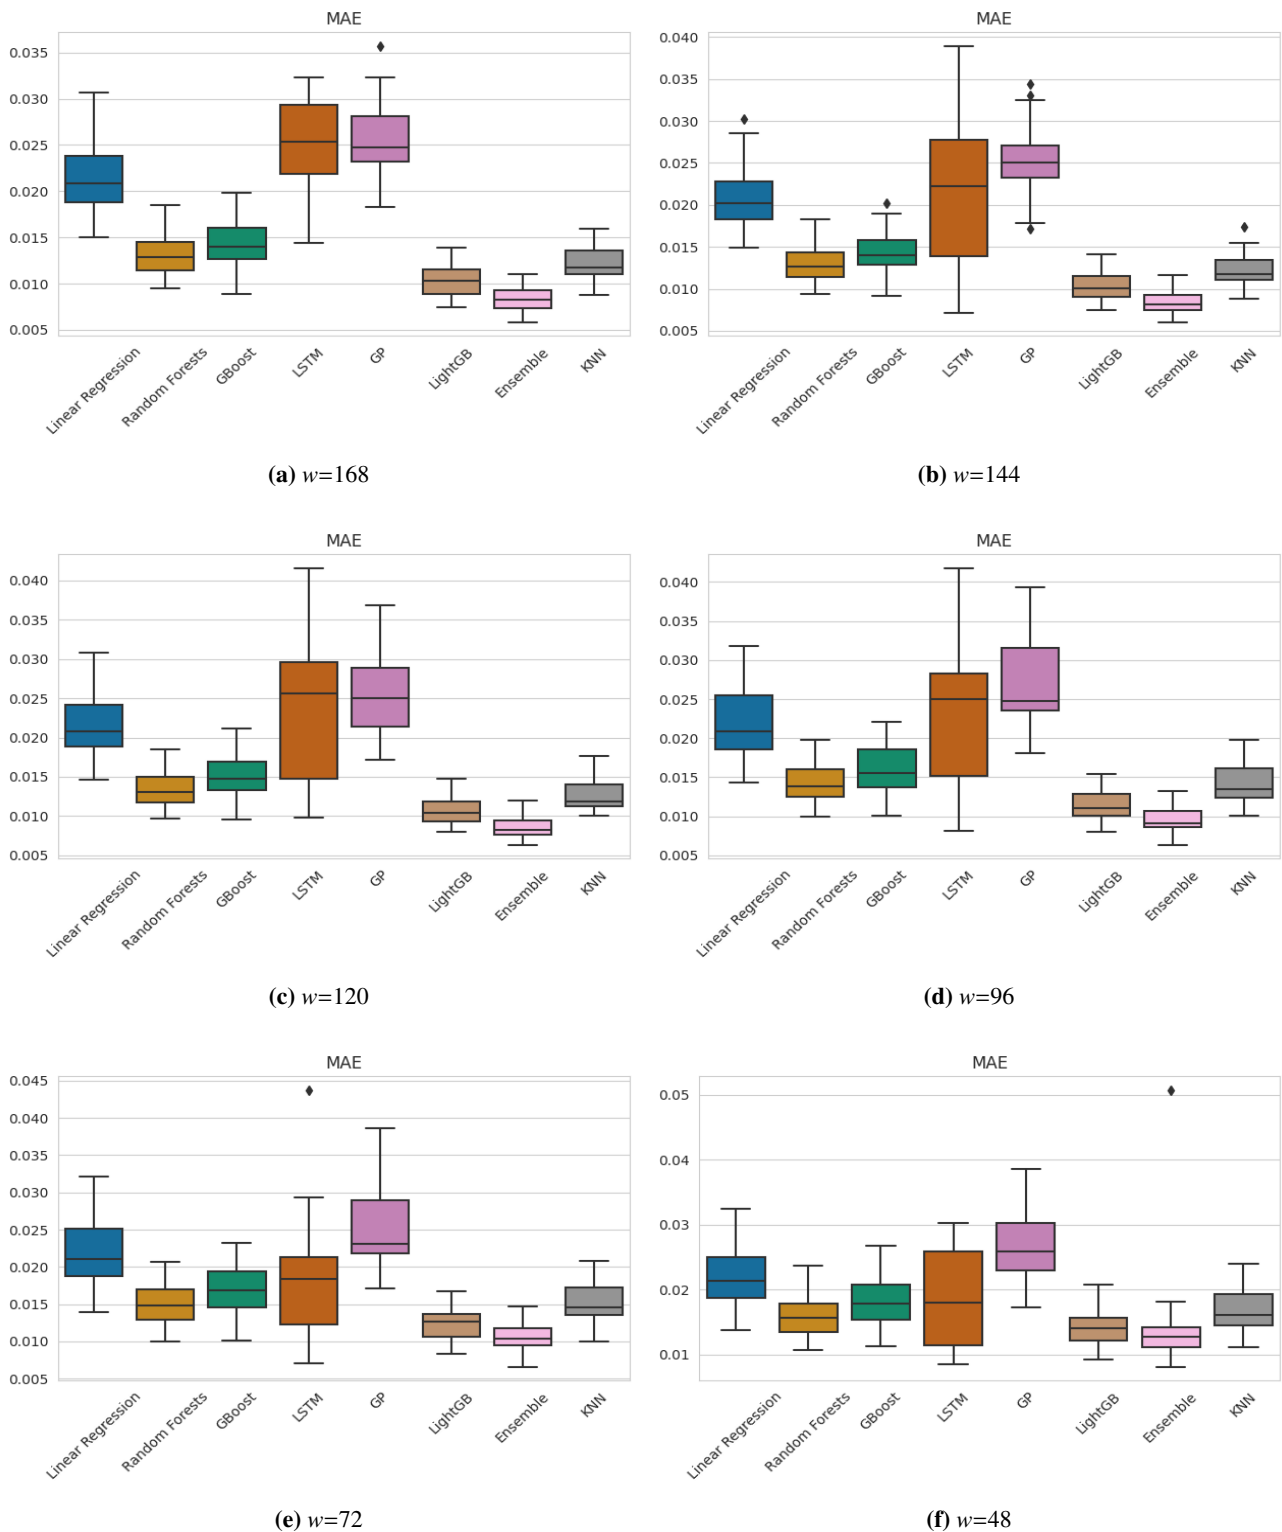 MAE
0.035
0.030
0.025
0.020
0.015
0.010
0.005
Linear Regression
Random Forests
GBoost
LSTM
GP
LightGB
Ensemble
KNN
(a) w=168
MAE
0.040
0.035
0.030
0.025
0.020
0.015
0.010
0.005
Linear Regression
Random Forests
GBoost
LSTM
GP
LightGB
Ensemble
KNN
(b) w=144
MAE
0.040
0.035
0.030
0.025
0.020
0.015
0.010
0.005
Linear Regression
Random Forests
GBoost
LSTM
GP
LightGB
Ensemble
KNN
(c) w=120
MAE
0.040
0.035
0.030
0.025
0.020
0.015
0.010
0.005
Linear Regression
Random Forests
GBoost
LSTM
GP
LightGB
Ensemble
KNN
(d) w=96
MAE
0.045
0.040
0.035
0.030
0.025
0.020
0.015
0.010
0.005
Linear Regression
Random Forests
GBoost
LSTM
GP
LightGB
Ensemble
KNN
(e) w=72
MAE
0.05
0.04
0.03
0.02
0.01
Linear Regression
Random Forests
GBoost
LSTM
GP
LightGB
Ensemble
KNN
(f) w=48